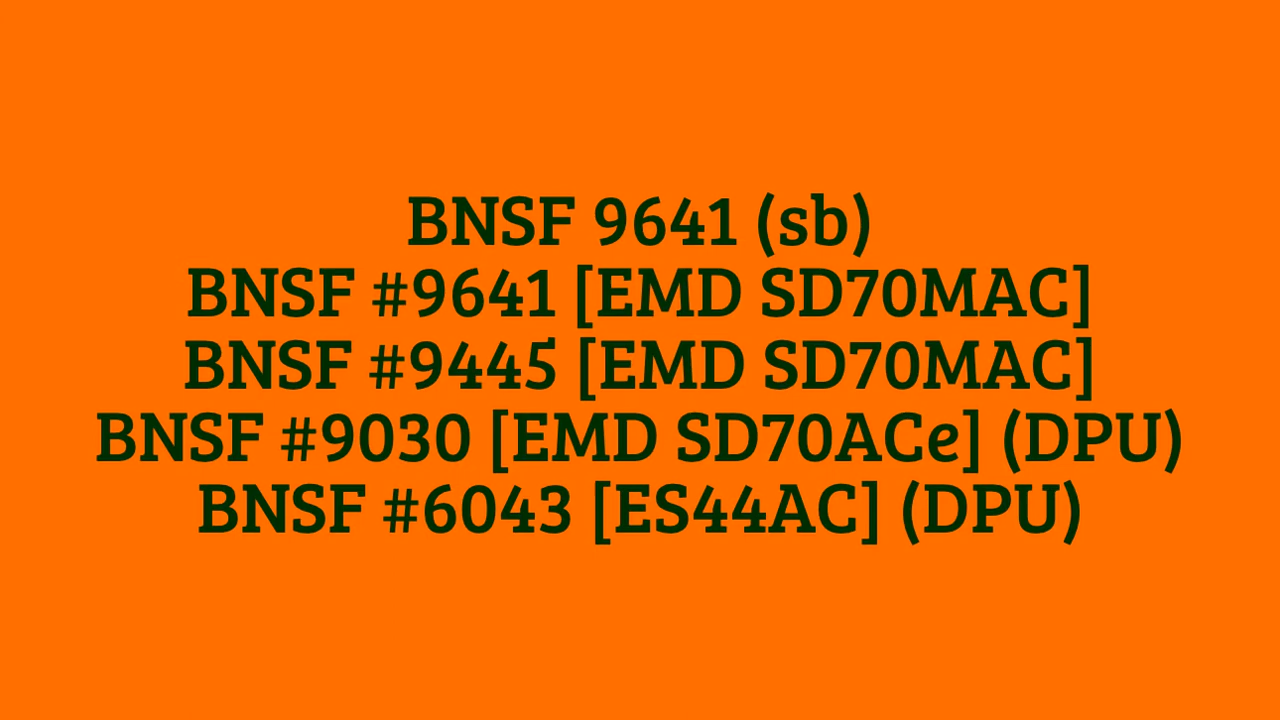 BNSF 9641 (sb)
BNSF #9641 [EMD SD70MAC]
BNSF #9445 [EMD SD70MAC]
BNSF #9030 [EMD SD70ACe] (DPU)
BNSF #6043 [ES44AC] (DPU)